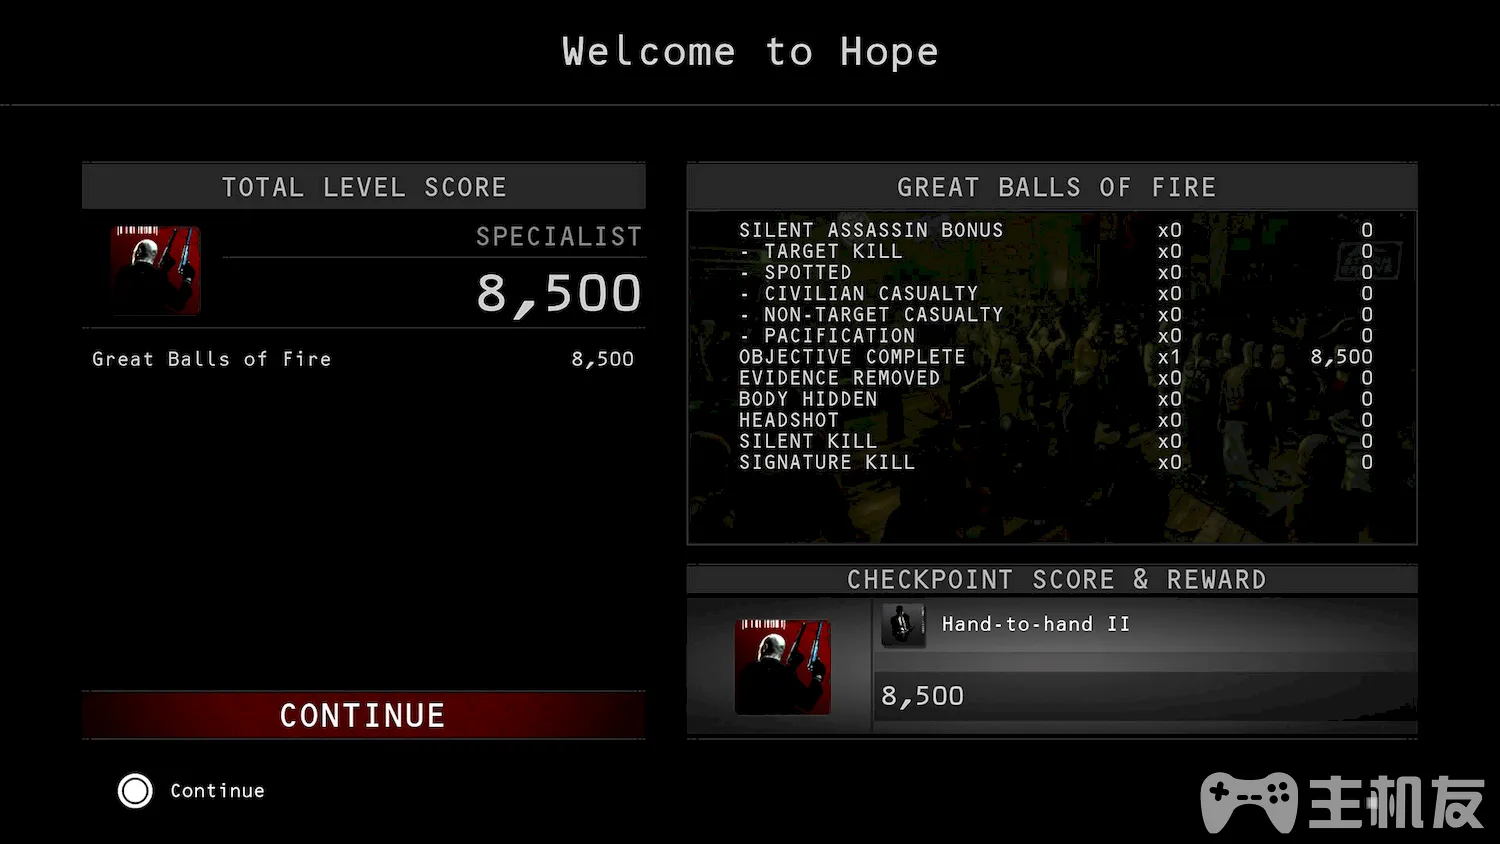 Welcome to Hope
TOTAL LEVEL SCORE
SPECIALIST
8,500
Great Balls of Fire 8,500
GREAT BALLS OF FIRE
SILENT ASSASSIN BONUS x0 0
- TARGET KILL x0 0
- SPOTTED x0 0
- CIVILIAN CASUALTY x0 0
- NON-TARGET CASUALTY x0 0
- PACIFICATION x0 0
OBJECTIVE COMPLETE x1 8,500
EVIDENCE REMOVED x0 0
BODY HIDDEN x0 0
HEADSHOT x0 0
SILENT KILL x0 0
SIGNATURE KILL x0 0
CHECKPOINT SCORE & REWARD
Hand-to-hand II
8,500
CONTINUE
Continue
主机友